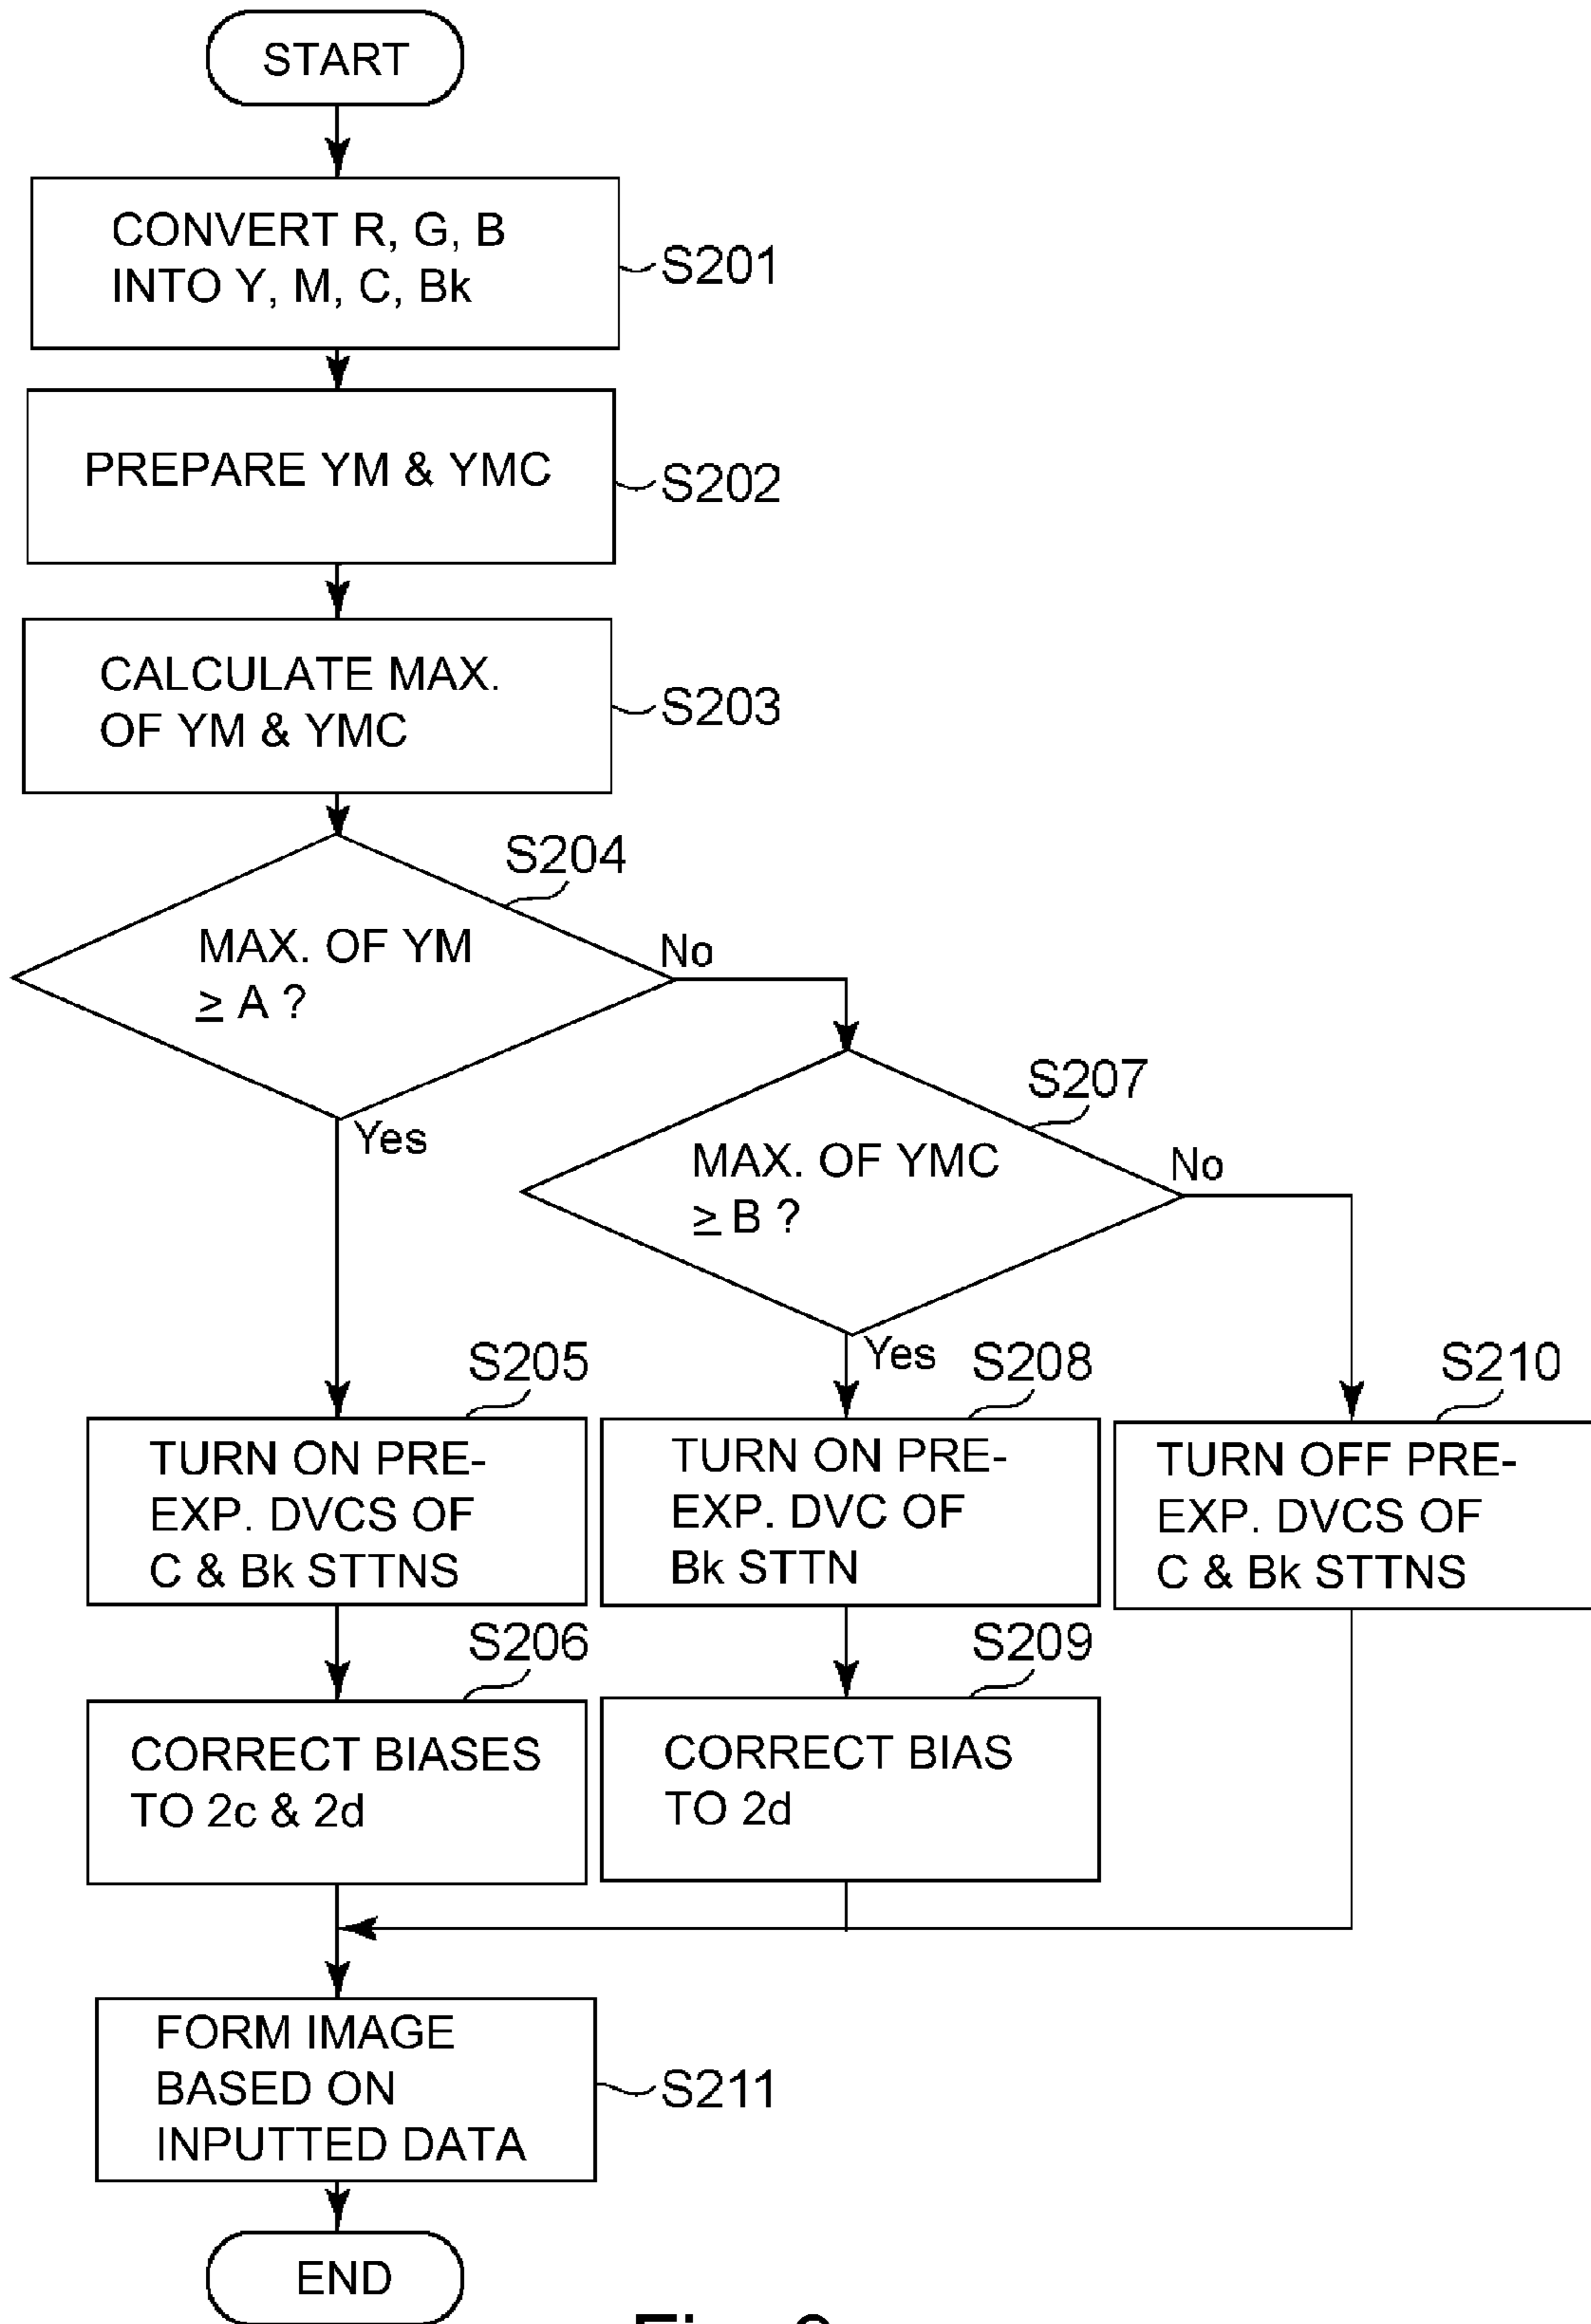 START
CONVERT R, G, B
INTO Y, M, C, Bk
S201
PREPARE YM & YMC
S202
CALCULATE MAX.
OF YM & YMC
S203
S204
MAX. OF YM
≥ A ?
No
Yes
S207
MAX. OF YMC
≥ B ?
No
Yes
S205
TURN ON PRE-
EXP. DVCS OF
C & Bk STTNS
S208
TURN ON PRE-
EXP. DVC OF
Bk STTN
S210
TURN OFF PRE-
EXP. DVCS OF
C & Bk STTNS
S206
CORRECT BIASES
TO 2c & 2d
S209
CORRECT BIAS
TO 2d
FORM IMAGE
BASED ON
INPUTTED DATA
S211
END